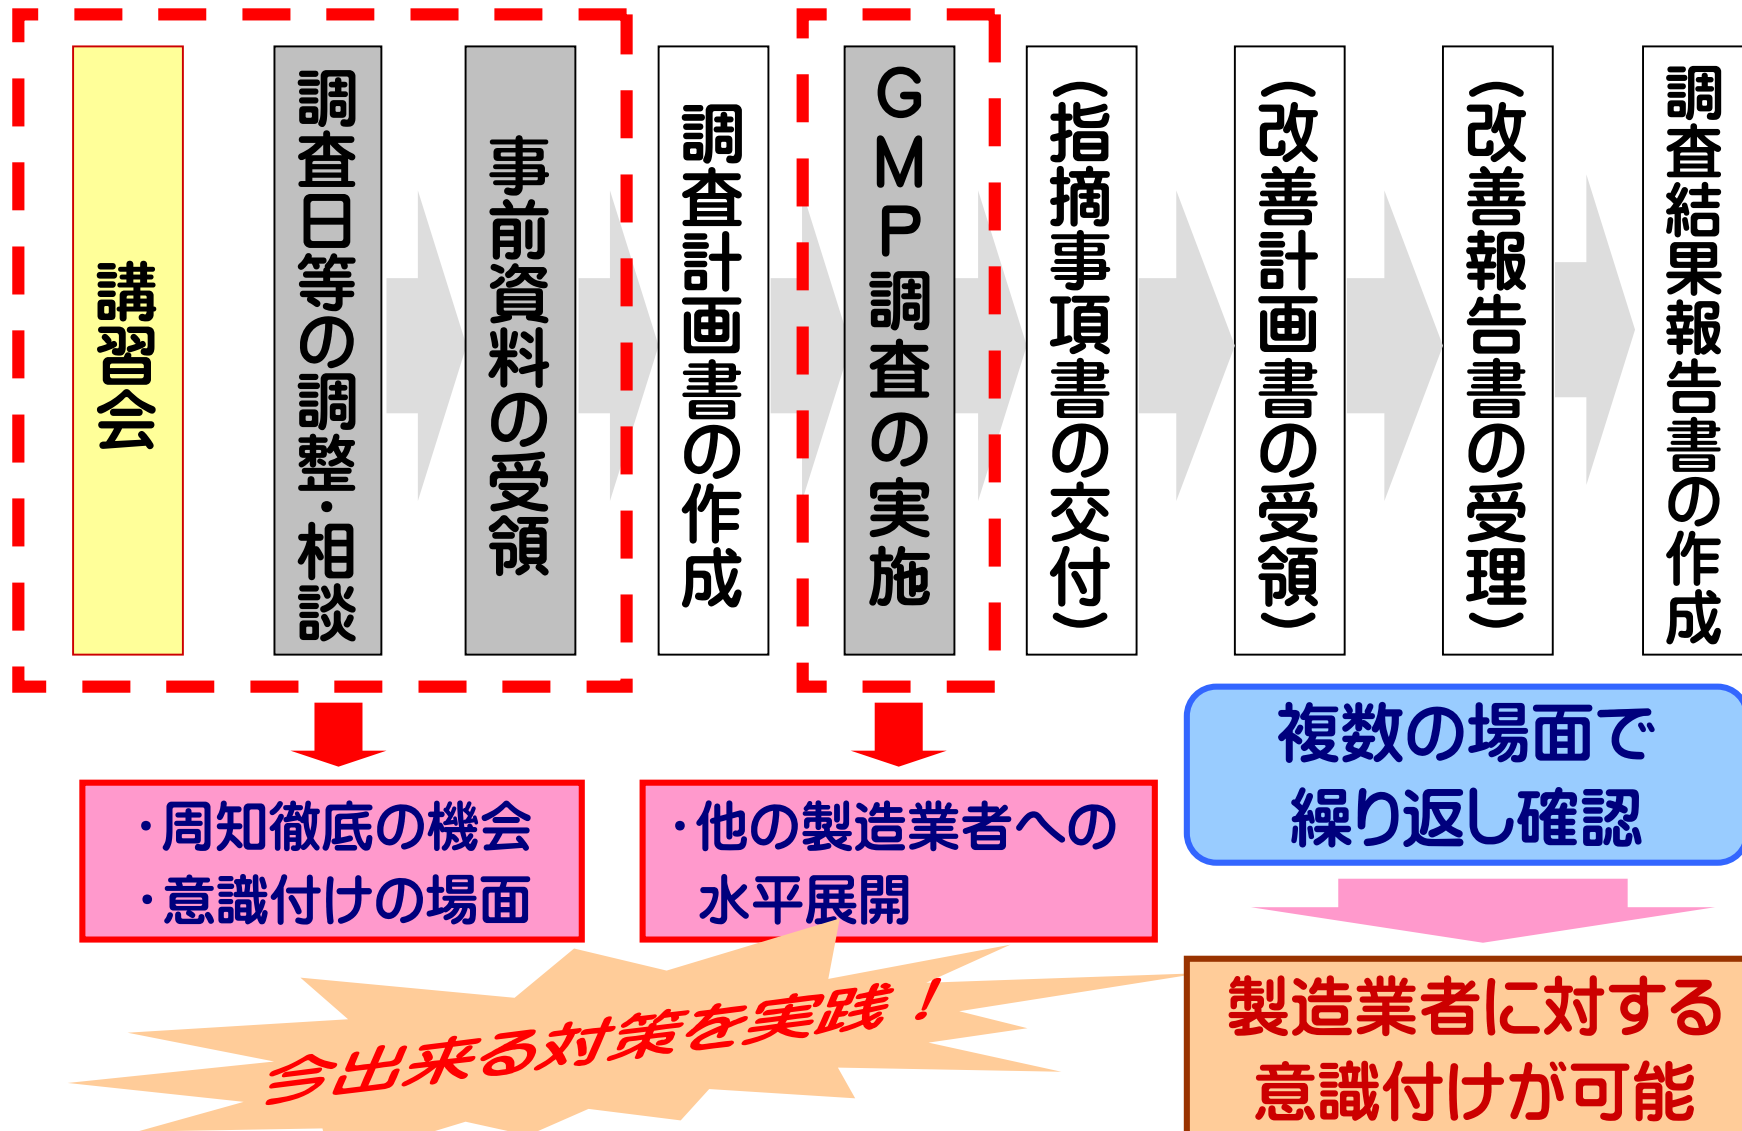 講習会
調査日等の調整・相談
事前資料の受領
調査計画書の作成
GMP調査の実施
(指摘事項書の交付)
(改善計画書の受領)
(改善報告書の受理)
調査結果報告書の作成
・周知徹底の機会
・意識付けの場面
・他の製造業者への
水平展開
複数の場面で
繰り返し確認
今出来る対策を実践!
製造業者に対する
意識付けが可能